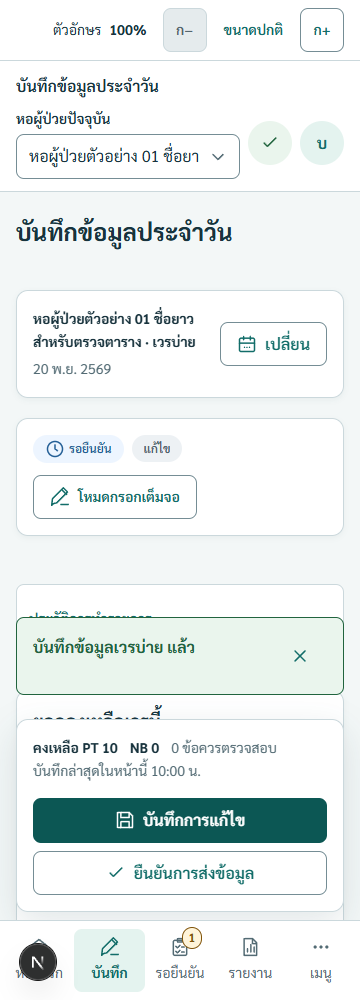 ตัวอักษร 100% ก− ขนาดปกติ ก+
บันทึกข้อมูลประจำวัน
หอผู้ป่วยปัจจุบัน
หอผู้ป่วยตัวอย่าง 01 ชื่อยา
บ
บันทึกข้อมูลประจำวัน
หอผู้ป่วยตัวอย่าง 01 ชื่อยาว
สำหรับตรวจตาราง · เวรบ่าย
20 พ.ย. 2569
เปลี่ยน
รอยืนยัน แก้ไข
โหมดกรอกเต็มจอ
บันทึกข้อมูลเวรบ่าย แล้ว
คงเหลือ PT 10 NB 0 0 ข้อควรตรวจสอบ
บันทึกล่าสุดในหน้านี้ 10:00 น.
บันทึกการแก้ไข
ยืนยันการส่งข้อมูล
1
N
บันทึก รอยืนยัน รายงาน เมนู